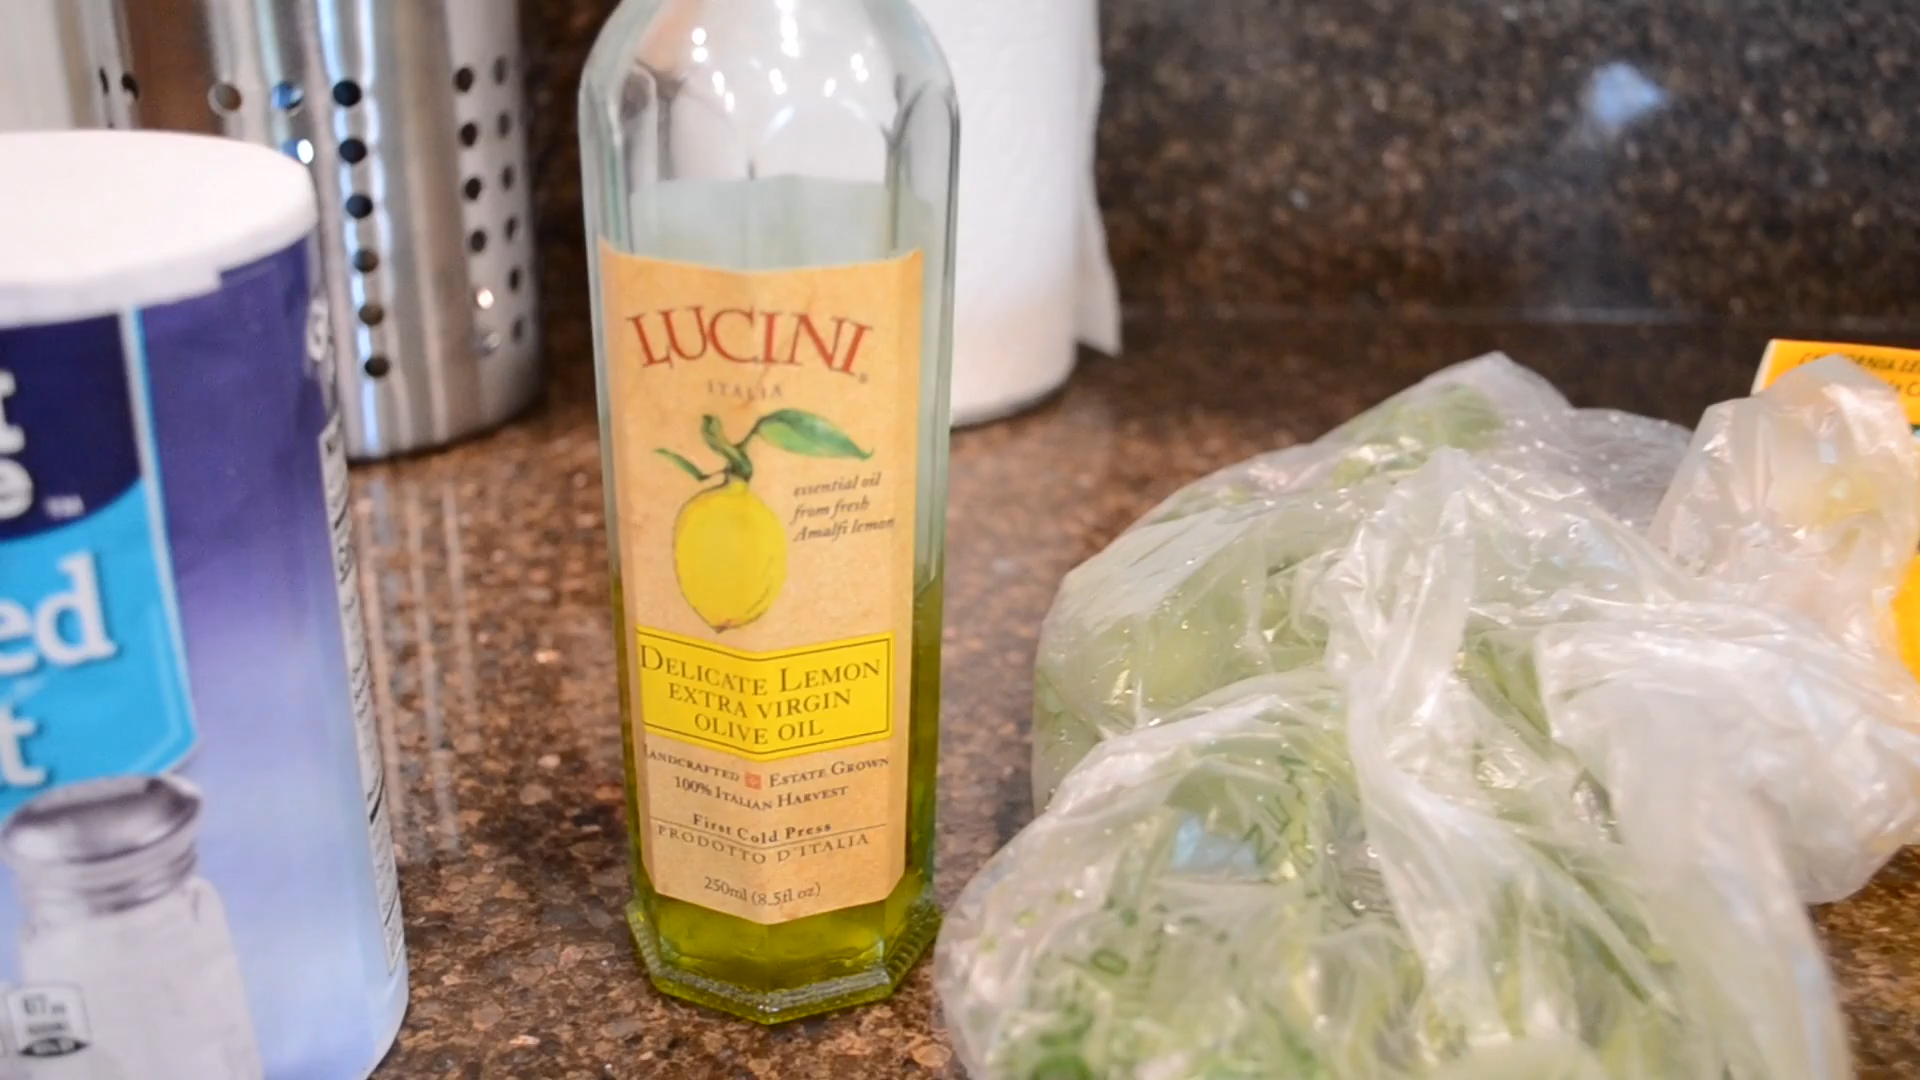 LUCINI
ITALIA
essential oil
from fresh
Amalfi lemon
DELICATE LEMON
EXTRA VIRGIN
OLIVE OIL
HANDCRAFTED ESTATE GROWN
100% ITALIAN HARVEST
First Cold Press
PRODOTTO D'ITALIA
250ml (8.5fl oz)
t
e ™
ed
t